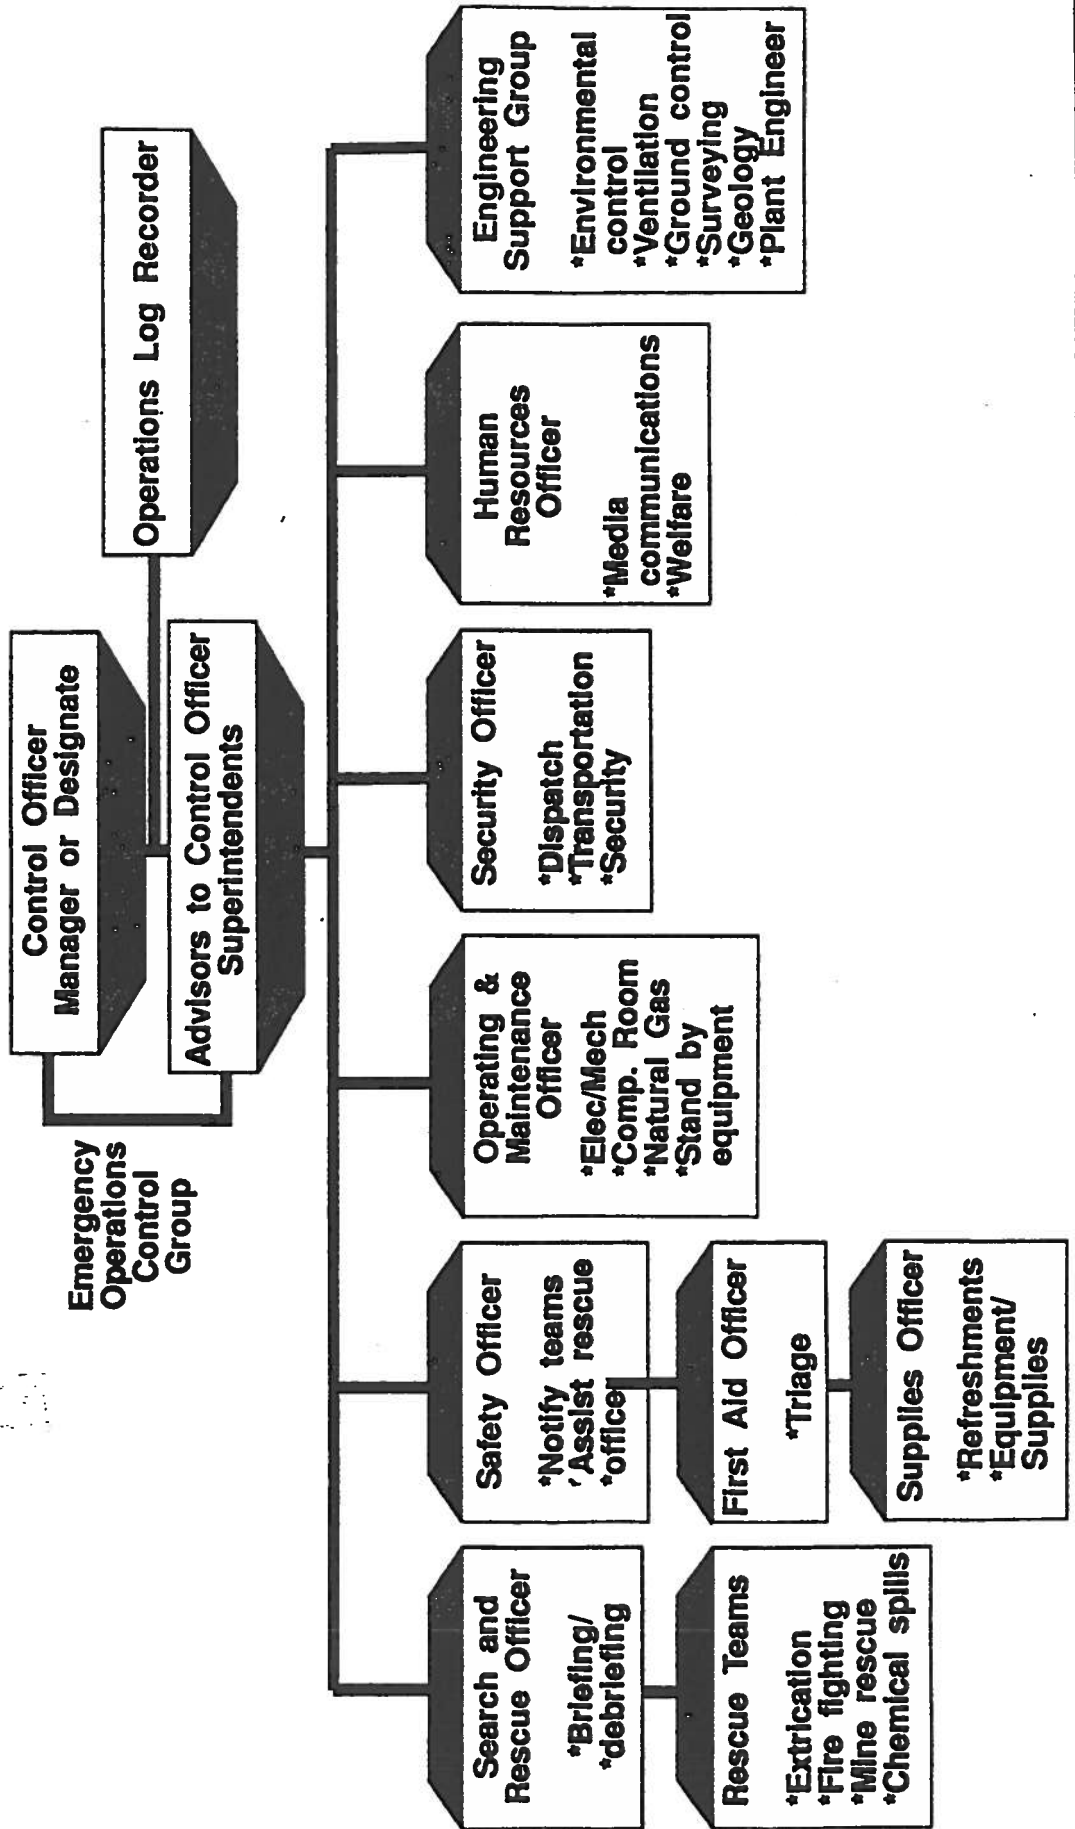 Control Officer
Manager or Designate
Operations Log Recorder
Emergency
Operations
Control
Group
Advisors to Control Officer
Superintendents
Search and
Rescue Officer
*Briefing/
*debriefing
Rescue Teams
*Extrication
*Fire fighting
*Mine rescue
*Chemical spills
Safety Officer
*Notify teams
'Assist rescue
*office
First Aid Officer
*Triage
Supplies Officer
*Refreshments
*Equipment/
Supplies
Operating &
Maintenance
Officer
*Elec/Mech
*Comp. Room
*Natural Gas
*Stand by
equipment
Security Officer
*Dispatch
*Transportation
*Security
Human
Resources
Officer
*Media
communications
*Welfare
Engineering
Support Group
*Environmental
control
*Ventilation
*Ground control
*Surveying
*Geology
*Plant Engineer